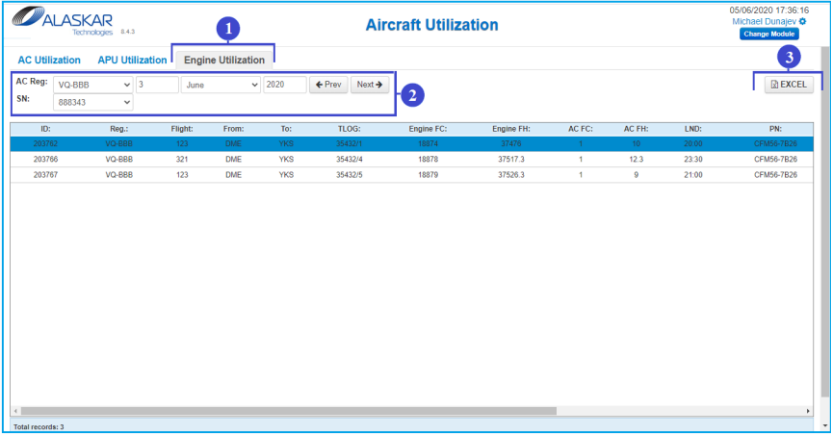 ALASKAR
Technologies 8.4.3
Aircraft Utilization
05/06/2020 17:36:16
Michael Dunajev
Change Module
1
AC Utilization APU Utilization Engine Utilization
3
AC Reg: VQ-BBB 3 June 2020 Prev Next
2
EXCEL
SN: 888343
ID: Reg.: Flight: From: To: TLOG: Engine FC: Engine FH: AC FC: AC FH: LND: PN:
203762 VQ-BBB 123 DME YKS 35432/1 18874 37476 1 10 20:00 CFM56-7B26
203766 VQ-BBB 321 DME YKS 35432/4 18878 37517.3 1 12.3 23:30 CFM56-7B26
203767 VQ-BBB 123 DME YKS 35432/5 18879 37526.3 1 9 21:00 CFM56-7B26
Total records: 3